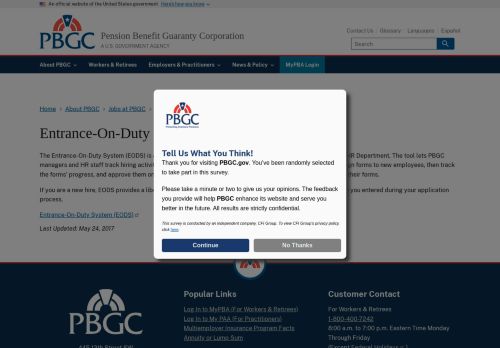 An official website of the United States government Here's how you know
PBGC
Pension Benefit Guaranty Corporation
A U.S. GOVERNMENT AGENCY
Contact Us Glossary Languages Español
Search
About PBGC Workers & Retirees Employers & Practitioners News & Policy MyPBA Login
Home > About PBGC > Jobs at PBGC >
Entrance-On-Duty
The Entrance-On-Duty System (EODS) is
HR Department. The tool lets PBGC
managers and HR staff track hiring activi
gn forms to new employees, then track
the forms' progress, and approve them on
their forms.
If you are a new hire, EODS provides a lib
you entered during your application
process.
Entrance-On-Duty System (EODS)
Last Updated: May 24, 2017
PBGC
Protecting America's Pensions
Tell Us What You Think!
Thank you for visiting PBGC.gov. You've been randomly selected
to take part in this survey.
Please take a minute or two to give us your opinions. The feedback
you provide will help PBGC enhance its website and serve you
better in the future. All results are strictly confidential.
This survey is conducted by an independent company, CFI Group. To view CFI Group's privacy policy
click here.
Continue No Thanks
PBGC
445 12th Street SW
Popular Links
Log In to MyPBA (For Workers & Retirees)
Log In to My PAA (For Practitioners)
Multiemployer Insurance Program Facts
Annuity or Lump Sum
Customer Contact
For Workers & Retirees
1-800-400-7242
8:00 a.m. to 7:00 p.m. Eastern Time Monday
Through Friday
(Except Federal Holidays